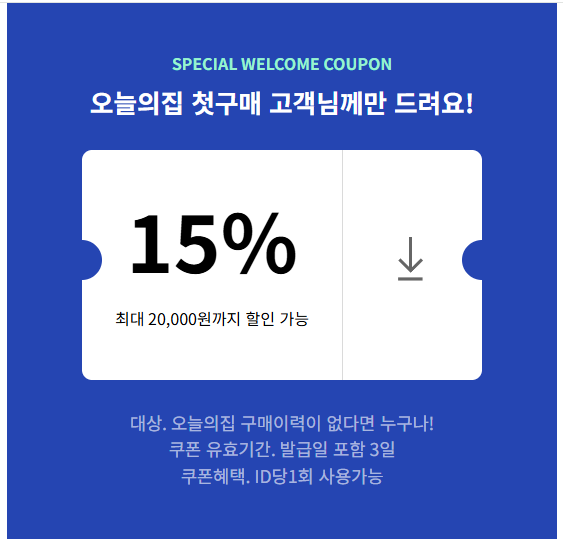 SPECIAL WELCOME COUPON
오늘의집 첫구매 고객님께만 드려요!
15%
최대 20,000원까지 할인 가능
대상. 오늘의집 구매이력이 없다면 누구나!
쿠폰 유효기간. 발급일 포함 3일
쿠폰혜택. ID당1회 사용가능